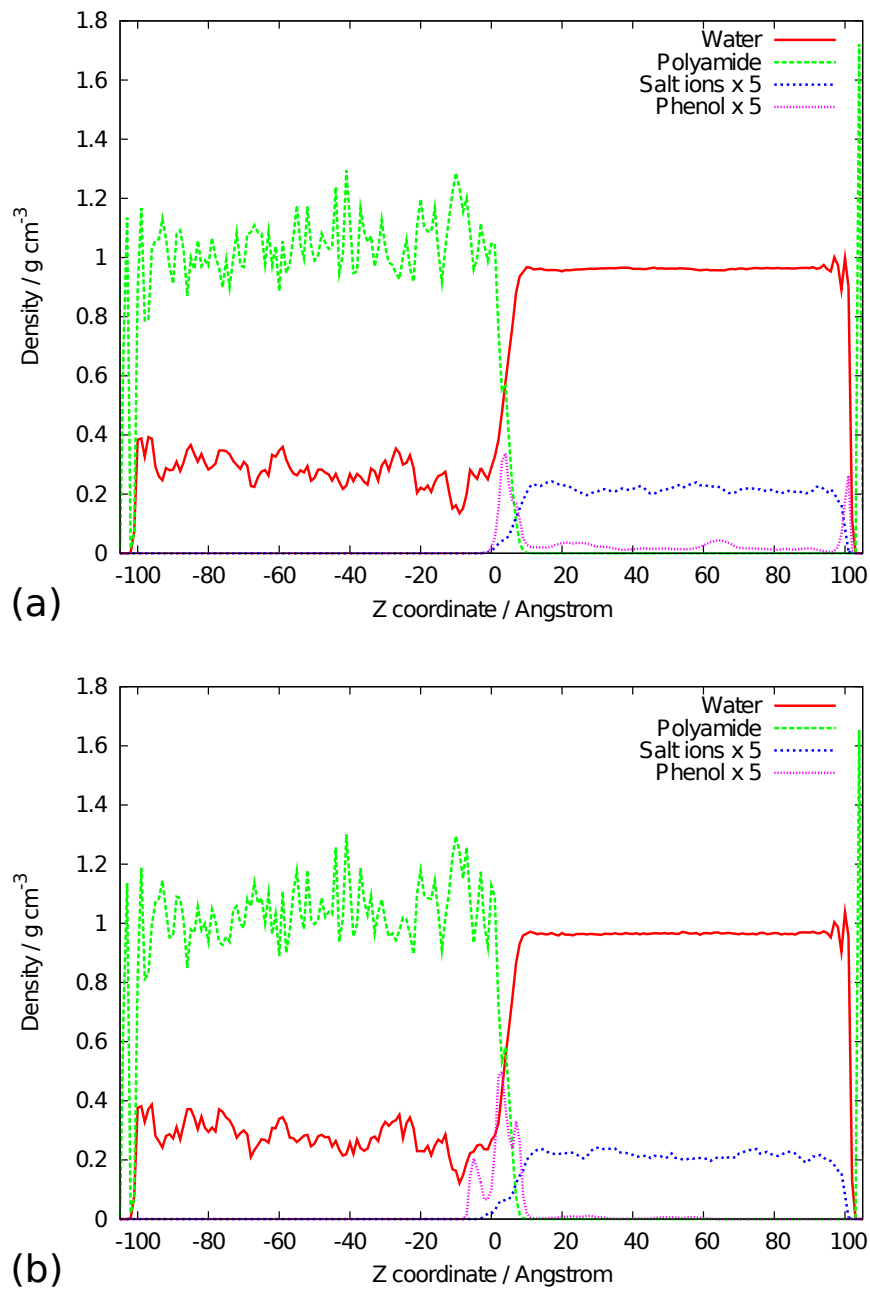 1.8
1.6
1.4
1.2
1
0.8
0.6
0.4
0.2
0
Density / g cm⁻³
Water
Polyamide
Salt ions x 5
Phenol x 5
-100 -80 -60 -40 -20 0 20 40 60 80 100
Z coordinate / Angstrom
(a)
1.8
1.6
1.4
1.2
1
0.8
0.6
0.4
0.2
0
Density / g cm⁻³
Water
Polyamide
Salt ions x 5
Phenol x 5
-100 -80 -60 -40 -20 0 20 40 60 80 100
Z coordinate / Angstrom
(b)